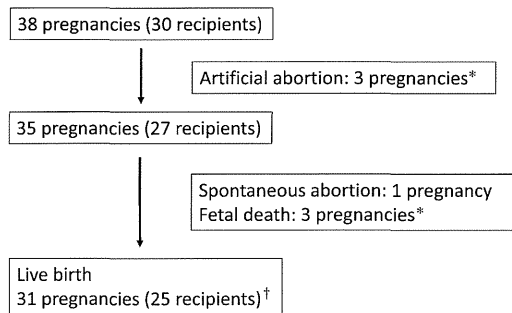 38 pregnancies (30 recipients)
Artificial abortion: 3 pregnancies*
35 pregnancies (27 recipients)
Spontaneous abortion: 1 pregnancy
Fetal death: 3 pregnancies*
Live birth
31 pregnancies (25 recipients)†